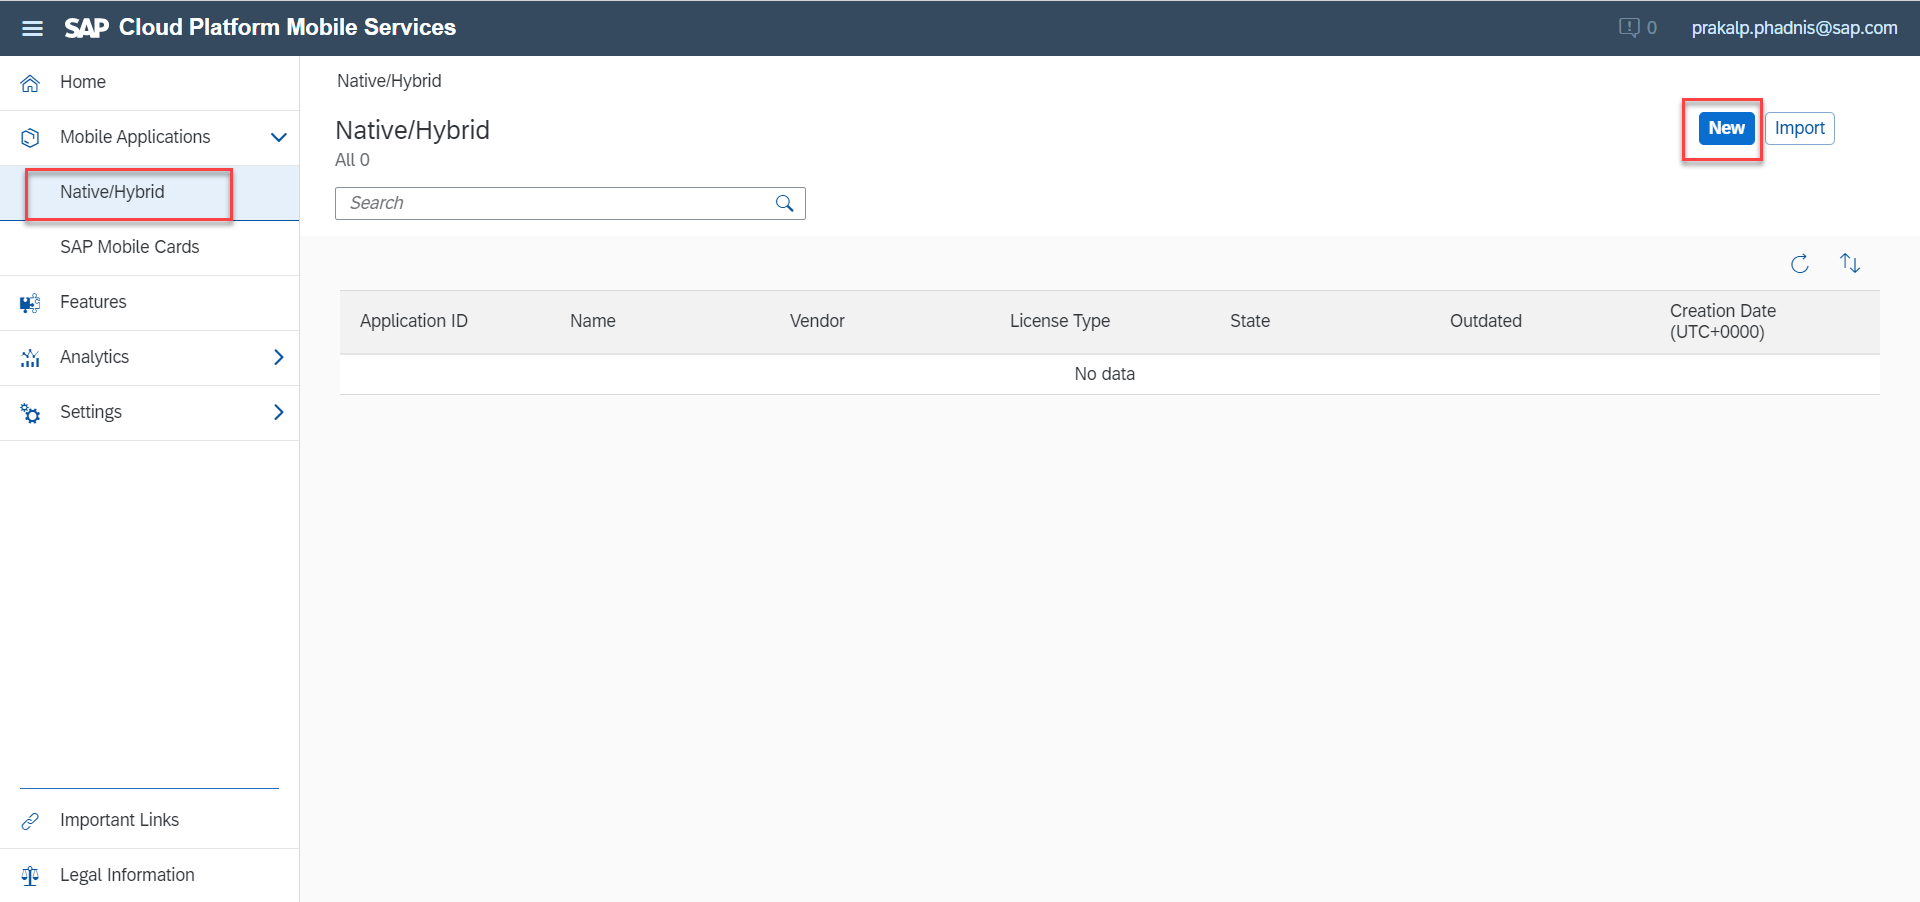 SAP Cloud Platform Mobile Services
0
prakalp.phadnis@sap.com
Home
Mobile Applications
Native/Hybrid
SAP Mobile Cards
Features
Analytics
Settings
Important Links
Legal Information
Native/Hybrid
Native/Hybrid
All 0
New
Import
Search
Application ID
Name
Vendor
License Type
State
Outdated
Creation Date
(UTC+0000)
No data